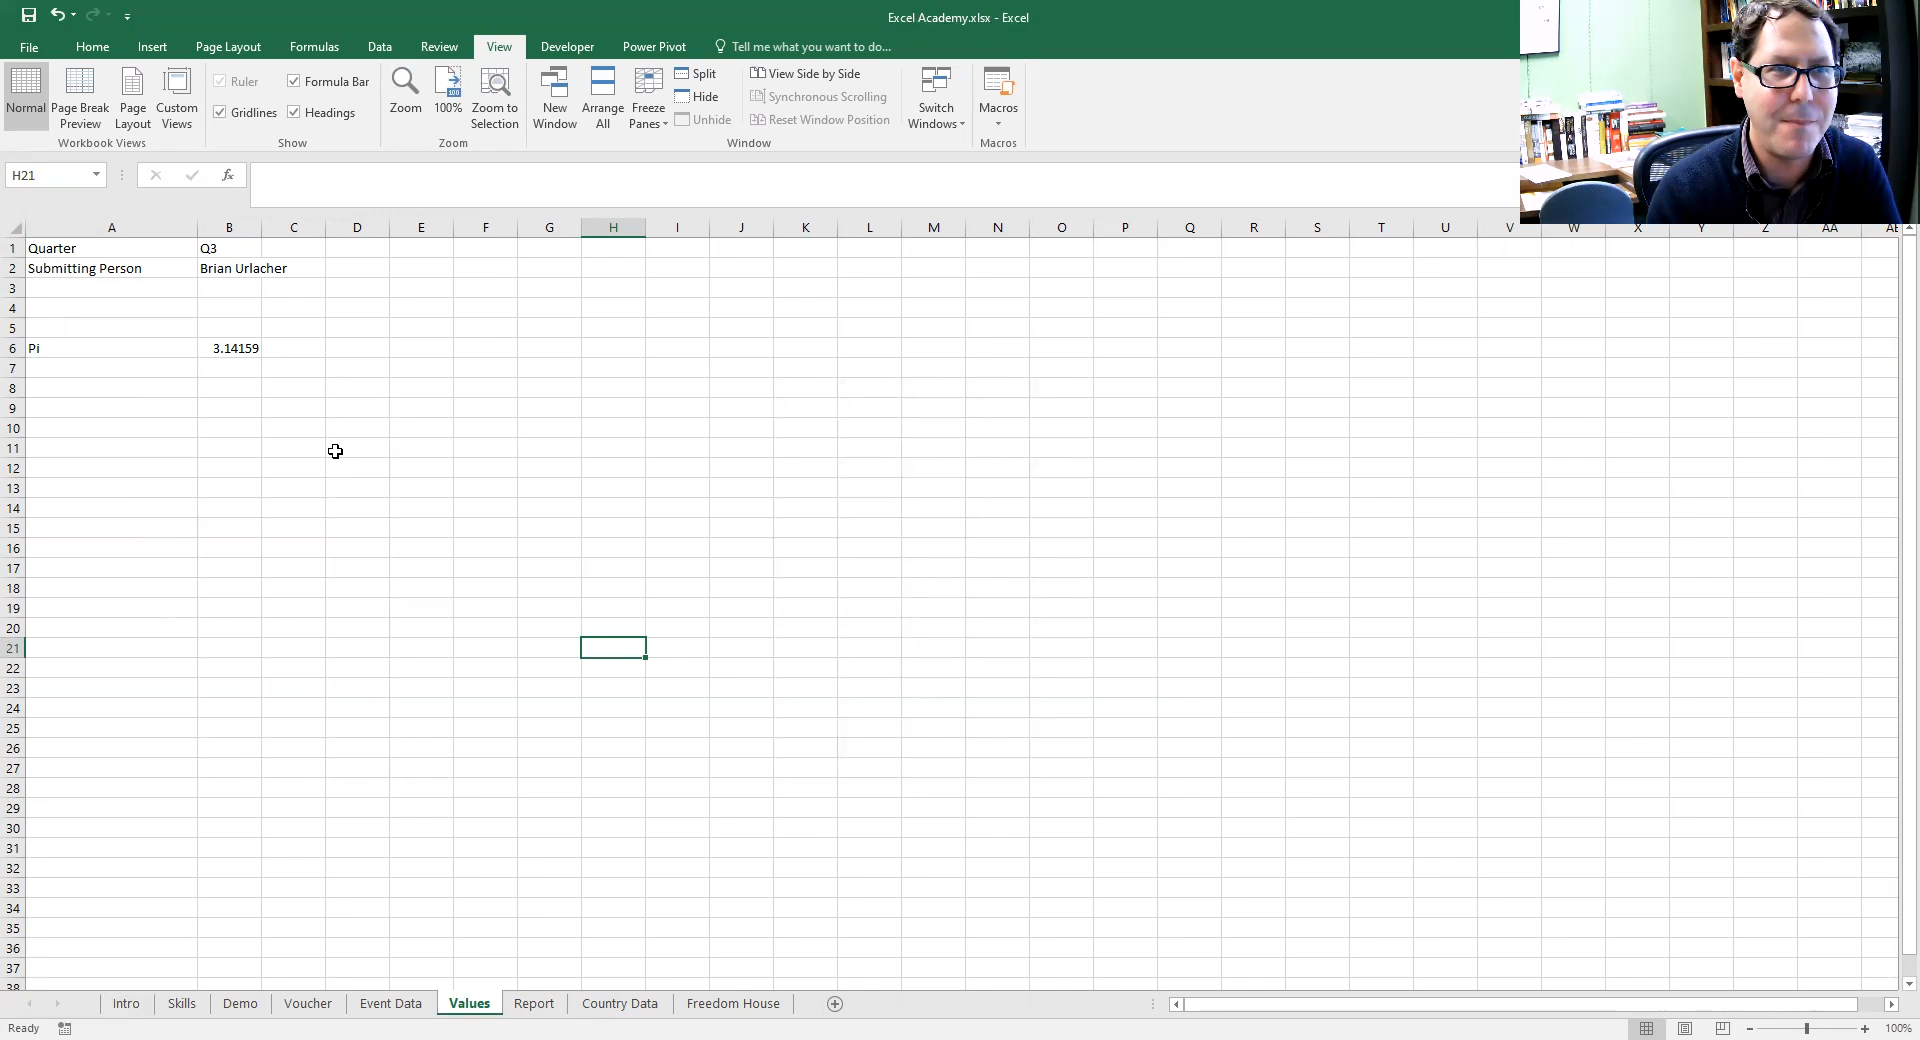 Excel Academy.xlsx - Excel
File Home Insert Page Layout Formulas Data Review View Developer Power Pivot Tell me what you want to do...
Normal
Page Break Preview
Page Layout
Custom Views
Workbook Views
Ruler
Formula Bar
Gridlines
Headings
Show
Zoom
100%
Zoom to Selection
Zoom
New Window
Arrange All
Freeze Panes
Split
Hide
Unhide
View Side by Side
Synchronous Scrolling
Reset Window Position
Window
Switch Windows
Macros
Macros
H21
fx
A B C D E F G H I J K L M N O P Q R S T U V W X Y Z AA AB
1 Quarter Q3
2 Submitting Person Brian Urlacher
3
4
5
6 Pi 3.14159
7
8
9
10
11
12
13
14
15
16
17
18
19
20
21
22
23
24
25
26
27
28
29
30
31
32
33
34
35
36
37
38
Intro Skills Demo Voucher Event Data Values Report Country Data Freedom House
Ready
100%